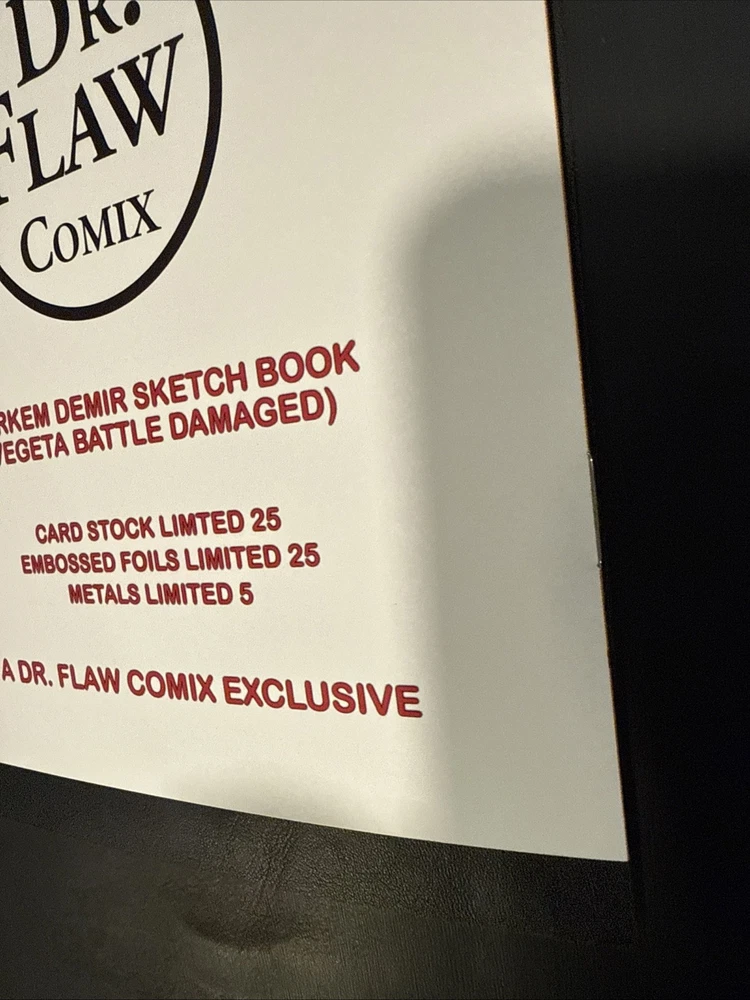 DR.
FLAW
COMIX
RKEM DEMIR SKETCH BOOK
VEGETA BATTLE DAMAGED)
CARD STOCK LIMTED 25
EMBOSSED FOILS LIMITED 25
METALS LIMITED 5
A DR. FLAW COMIX EXCLUSIVE